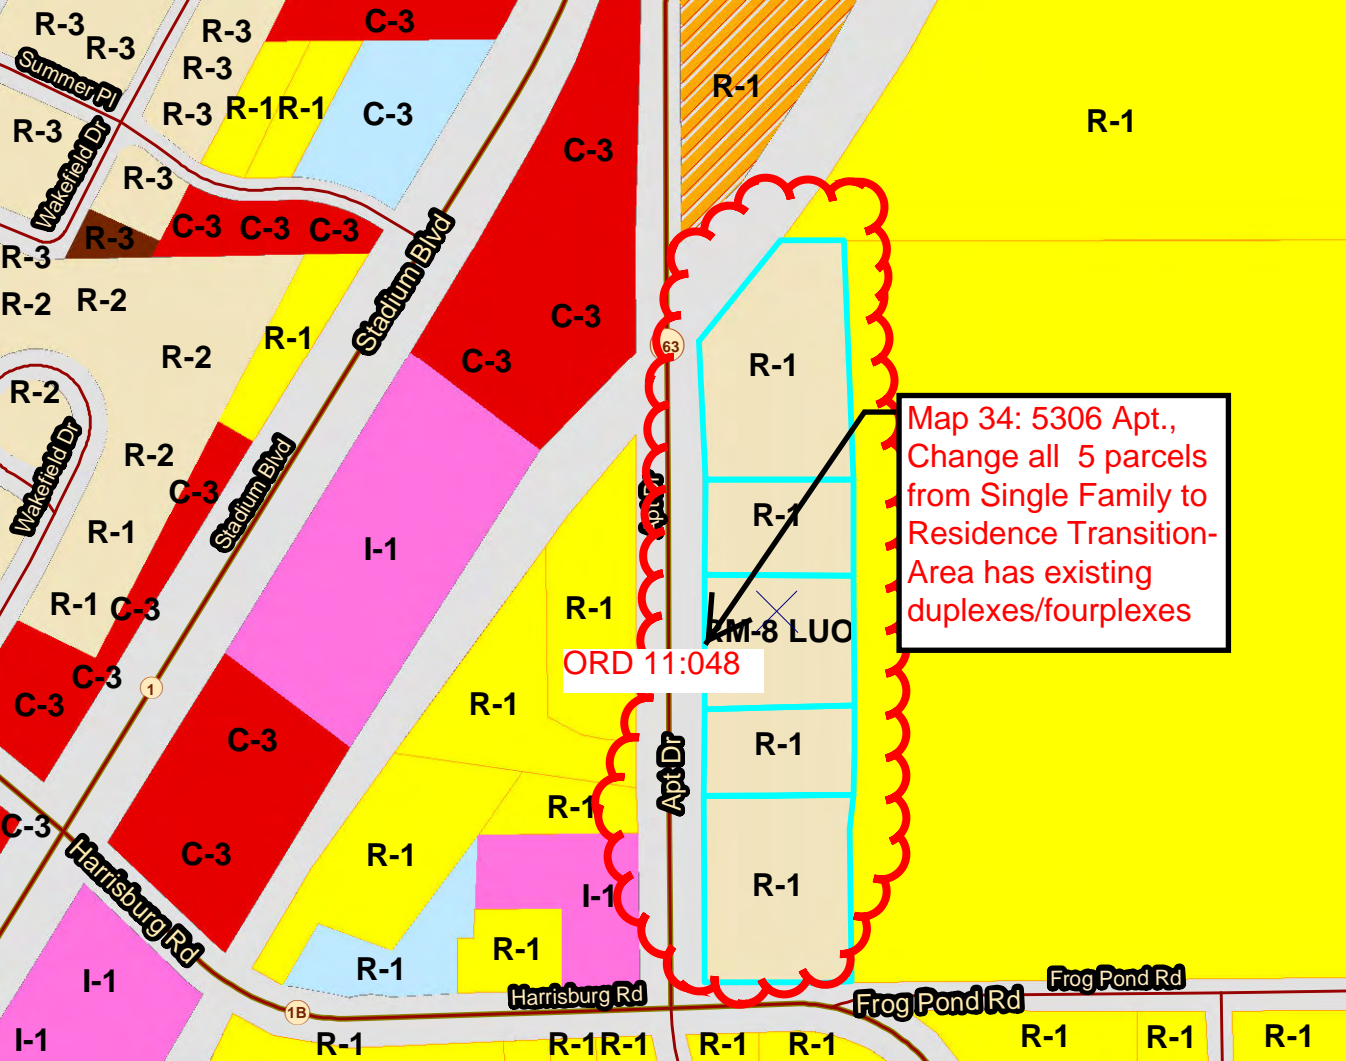 R-3
R-3
R-3
C-3
Summer Pl
R-3
R-1
R-1
R-1
C-3
R-3
R-1
R-3
Wakefield Dr
R-3
C-3
R-3
C-3
C-3
C-3
Stadium Blvd
R-3
R-2
R-2
R-1
C-3
63
R-2
C-3
R-1
R-2
Map 34: 5306 Apt.,
Change all 5 parcels
from Single Family to
Residence Transition-
Area has existing
duplexes/fourplexes
R-2
C-3
Wakefield Dr
Stadium Blvd
Apt Dr
R-1
R-1
I-1
R-1
C-3
R-1
RM-8 LUO
ORD 11:048
C-3
1
C-3
R-1
C-3
R-1
Apt Dr
C-3
R-1
Harrisburg Rd
C-3
R-1
R-1
I-1
R-1
I-1
R-1
Harrisburg Rd
Frog Pond Rd
Frog Pond Rd
1B
I-1
R-1
R-1
R-1
R-1
R-1
R-1
R-1
R-1